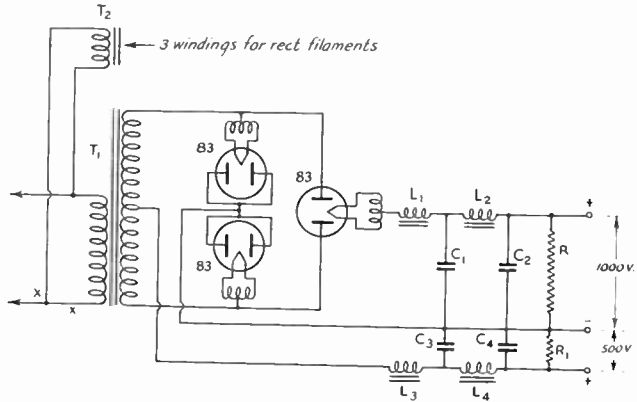 T2
3 windings for rect filaments
T1
83
83
83
L1
L2
+
C1
C2
R
1000 V.
X
X
C3
C4
R1
–
500 V.
+
L3
L4